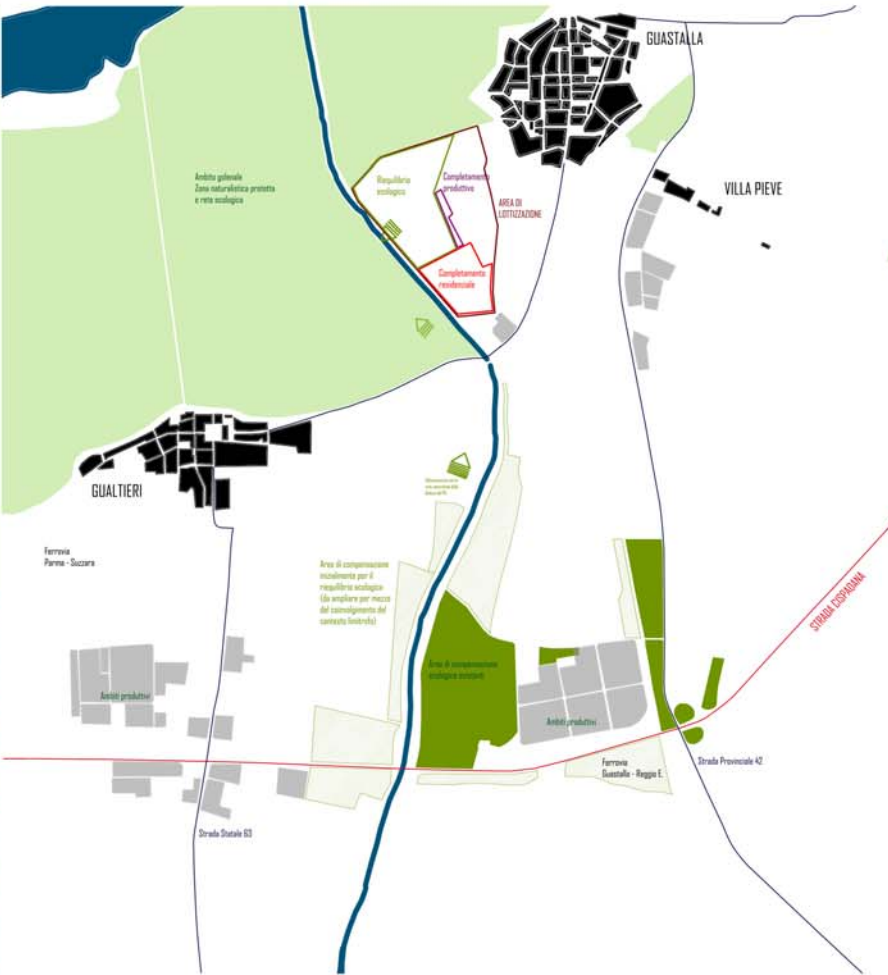 GUASTALLA
Ambito golenale
Zona naturalistica protetta
e rete ecologica
Riequilibrio
ecologico
Completamento
produttivo
VILLA PIEVE
AREA DI
LOTTIZZAZIONE
Completamento
residenziale
GUALTIERI
Ferrovia
Parma - Suzzara
Area di compensazione
inizialmente per il
riequilibrio ecologico
(da ampliare per mezzo
del coinvolgimento del
contesto limitrofo)
STRADA CISPADANA
Area di compensazione
ecologica esistenti
Ambiti produttivi
Ambiti produttivi
Ferrovia
Guastalla - Reggio E.
Strada Provinciale 42
Strada Statale 63